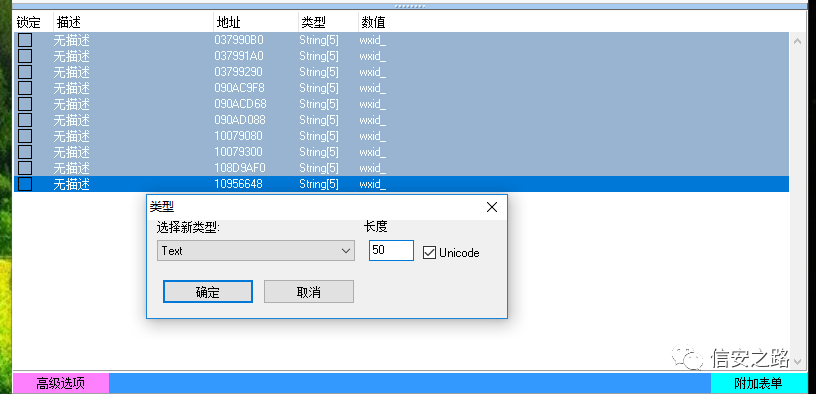 锁定 描述 地址 类型 数值
无描述 037990B0 String[5] wxid_
无描述 037991A0 String[5] wxid_
无描述 03799290 String[5] wxid_
无描述 090AC9F8 String[5] wxid_
无描述 090ACD68 String[5] wxid_
无描述 090AD088 String[5] wxid_
无描述 10079080 String[5] wxid_
无描述 10079300 String[5] wxid_
无描述 108D9AF0 String[5] wxid_
无描述 10956648 String[5] wxid_
类型
选择新类型: 长度
Text 50 Unicode
确定 取消
信安之路
高级选项 附加表单